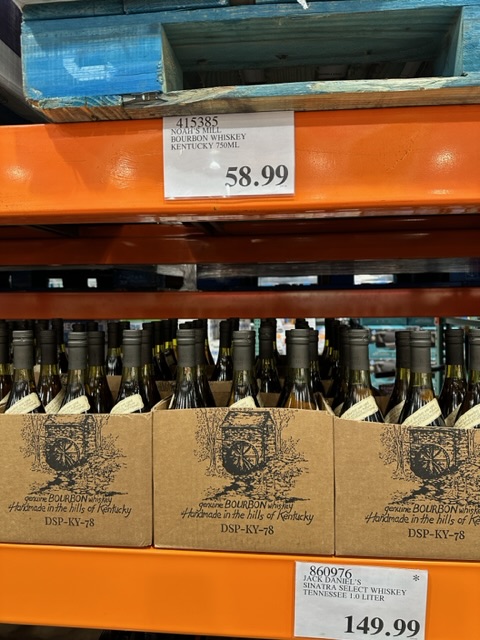 415385
NOAH'S MILL
BOURBON WHISKEY
KENTUCKY 750ML
58.99
genuine BOURBON whiskey
Handmade in the hills of Kentucky
DSP-KY-78
genuine BOURBON whiskey
Handmade in the hills of Kentucky
DSP-KY-78
genuine BOURBON whiskey
Handmade in the hills of
DSP-KY-78
860976 *
JACK DANIEL'S
SINATRA SELECT WHISKEY
TENNESSEE 1.0 LITER
149.99